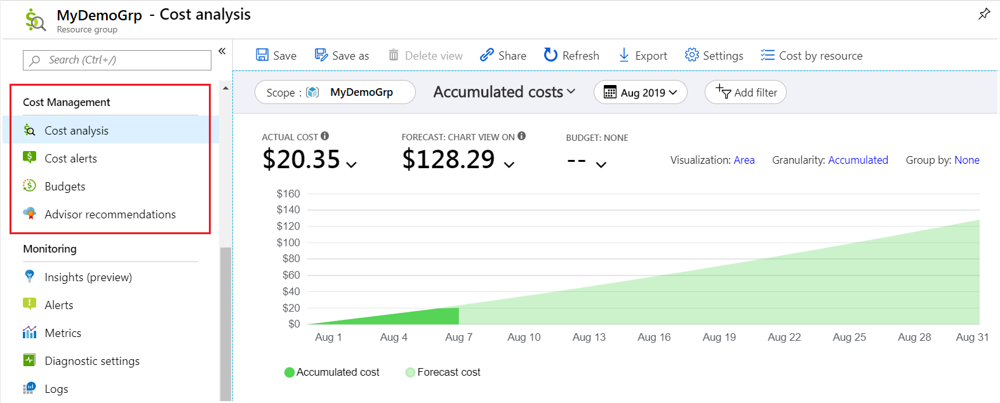 MyDemoGrp - Cost analysis
Resource group
Search (Ctrl+/)
«
Cost Management
Cost analysis
Cost alerts
Budgets
Advisor recommendations
Monitoring
Insights (preview)
Alerts
Metrics
Diagnostic settings
Logs
Save Save as Delete view Share Refresh Export Settings Cost by resource
Scope : MyDemoGrp Accumulated costs Aug 2019 Add filter
ACTUAL COST FORECAST: CHART VIEW ON BUDGET: NONE
$20.35 $128.29 --
Visualization: Area Granularity: Accumulated Group by: None
$160
$140
$120
$100
$80
$60
$40
$20
$0
Aug 1 Aug 4 Aug 7 Aug 10 Aug 13 Aug 16 Aug 19 Aug 22 Aug 25 Aug 28 Aug 31
Accumulated cost Forecast cost